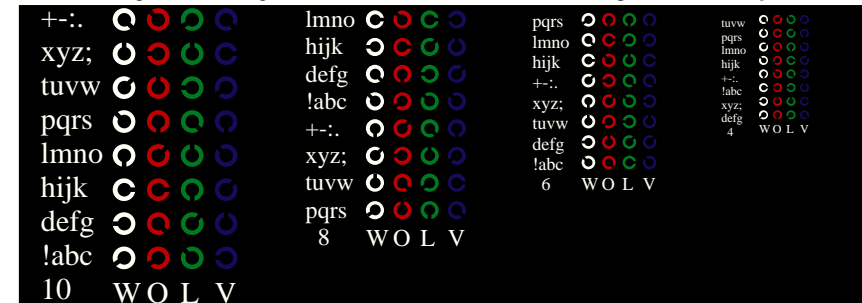 +-:.
xyz;
tuvw
pqrs
lmno
hijk
defg
!abc
10 W O L V
lmno
hijk
defg
!abc
+-:.
xyz;
tuvw
pqrs
8 W O L V
pqrs
lmno
hijk
+-:.
xyz;
tuvw
defg
!abc
6 W O L V
tuvw
pqrs
lmno
hijk
+-:.
!abc
xyz;
defg
4 W O L V